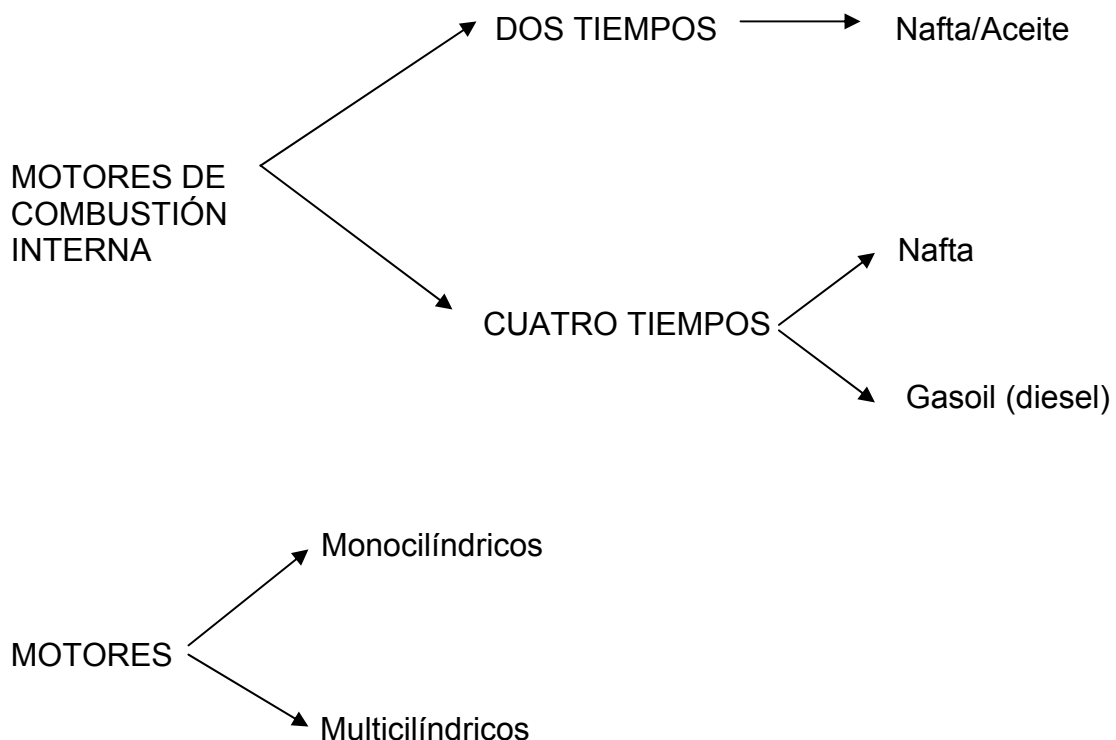 DOS TIEMPOS
Nafta/Aceite
MOTORES DE
COMBUSTIÓN
INTERNA
Nafta
CUATRO TIEMPOS
Gasoil (diesel)
Monocilíndricos
MOTORES
Multicilíndricos